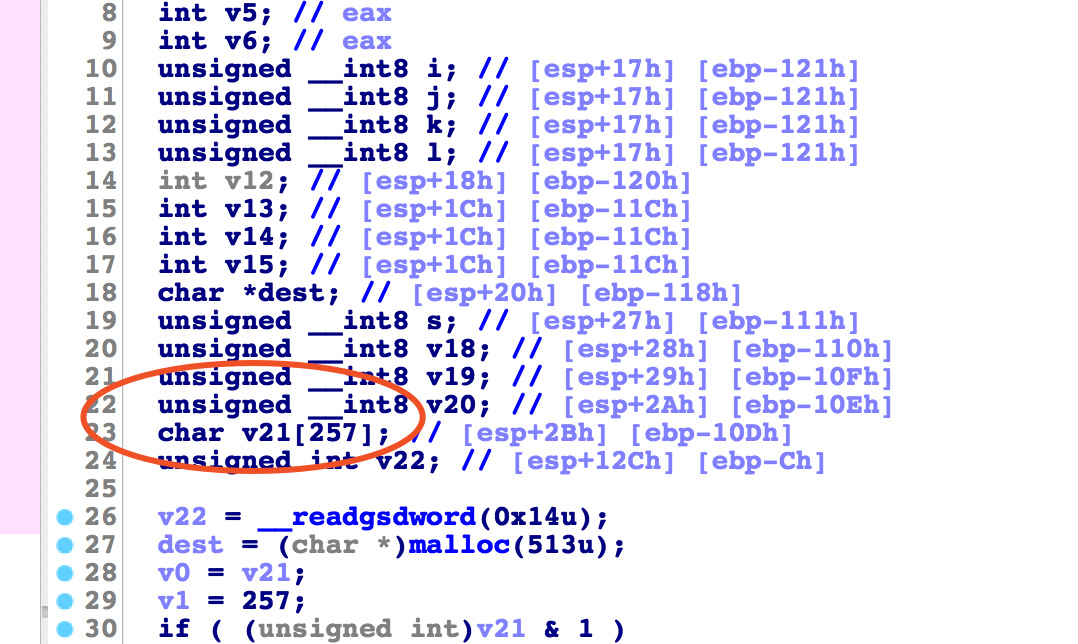 8 int v5; // eax
9 int v6; // eax
10 unsigned __int8 i; // [esp+17h] [ebp-121h]
11 unsigned __int8 j; // [esp+17h] [ebp-121h]
12 unsigned __int8 k; // [esp+17h] [ebp-121h]
13 unsigned __int8 l; // [esp+17h] [ebp-121h]
14 int v12; // [esp+18h] [ebp-120h]
15 int v13; // [esp+1Ch] [ebp-11Ch]
16 int v14; // [esp+1Ch] [ebp-11Ch]
17 int v15; // [esp+1Ch] [ebp-11Ch]
18 char *dest; // [esp+20h] [ebp-118h]
19 unsigned __int8 s; // [esp+27h] [ebp-111h]
20 unsigned __int8 v18; // [esp+28h] [ebp-110h]
21 unsigned __int8 v19; // [esp+29h] [ebp-10Fh]
22 unsigned __int8 v20; // [esp+2Ah] [ebp-10Eh]
23 char v21[257]; // [esp+2Bh] [ebp-10Dh]
24 unsigned int v22; // [esp+12Ch] [ebp-Ch]
25
26 v22 = __readgsdword(0x14u);
27 dest = (char *)malloc(513u);
28 v0 = v21;
29 v1 = 257;
30 if ( (unsigned int)v21 & 1 )